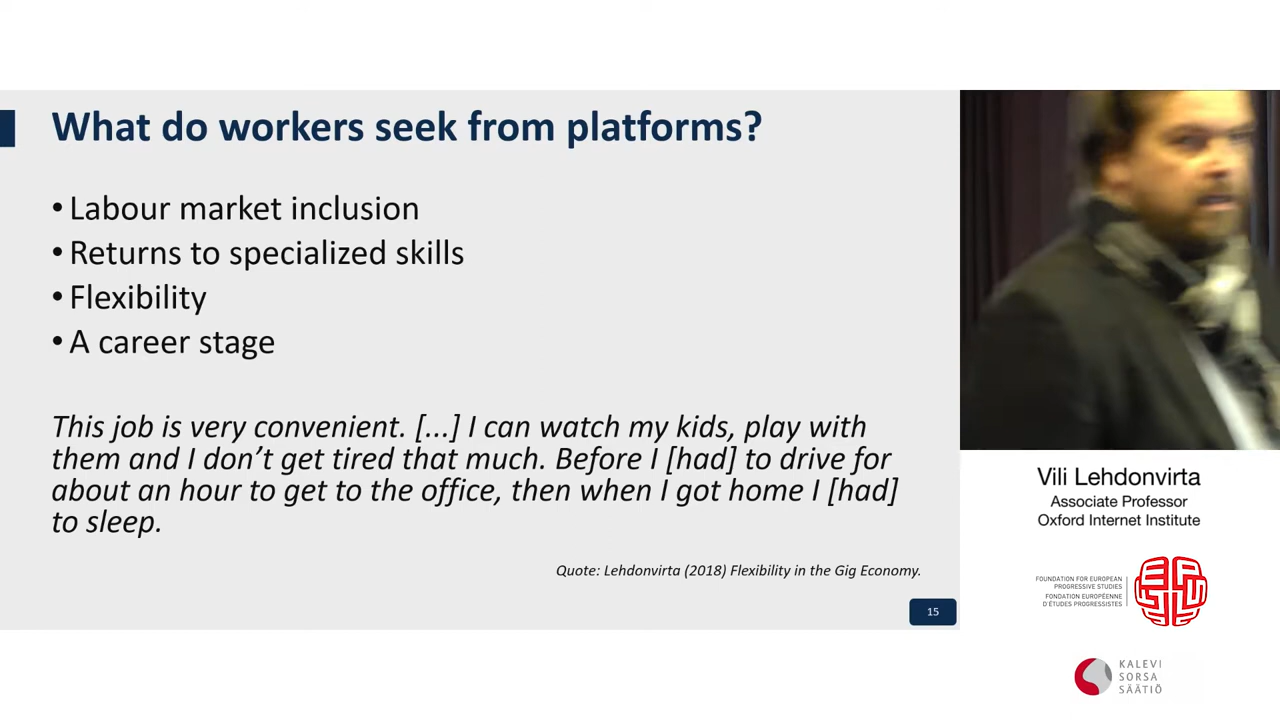 What do workers seek from platforms?
• Labour market inclusion
• Returns to specialized skills
• Flexibility
• A career stage
This job is very convenient. [...] I can watch my kids, play with
them and I don’t get tired that much. Before I [had] to drive for
about an hour to get to the office, then when I got home I [had]
to sleep.
Quote: Lehdonvirta (2018) Flexibility in the Gig Economy.
15
Vili Lehdonvirta
Associate Professor
Oxford Internet Institute
FOUNDATION FOR EUROPEAN
PROGRESSIVE STUDIES
FONDATION EUROPÉENNE
D'ÉTUDES PROGRESSISTES
KALEVI
SORSA
SÄÄTIÖ